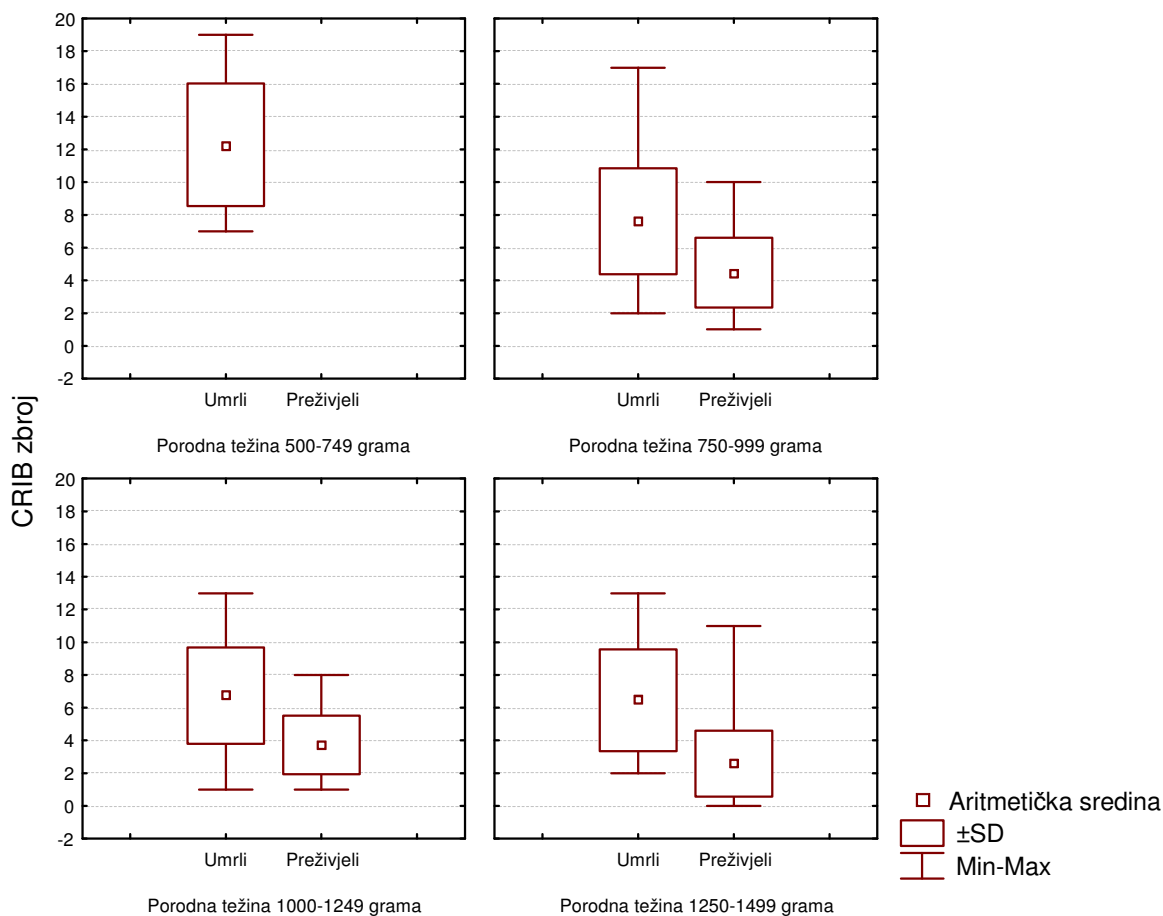 CRIB zbroj
20
18
16
14
12
10
8
6
4
2
0
-2
Umrli Preživjeli
Porodna težina 500-749 grama
Umrli Preživjeli
Porodna težina 750-999 grama
20
18
16
14
12
10
8
6
4
2
0
-2
Umrli Preživjeli
Porodna težina 1000-1249 grama
Umrli Preživjeli
Porodna težina 1250-1499 grama
Aritmetička sredina
±SD
Min-Max